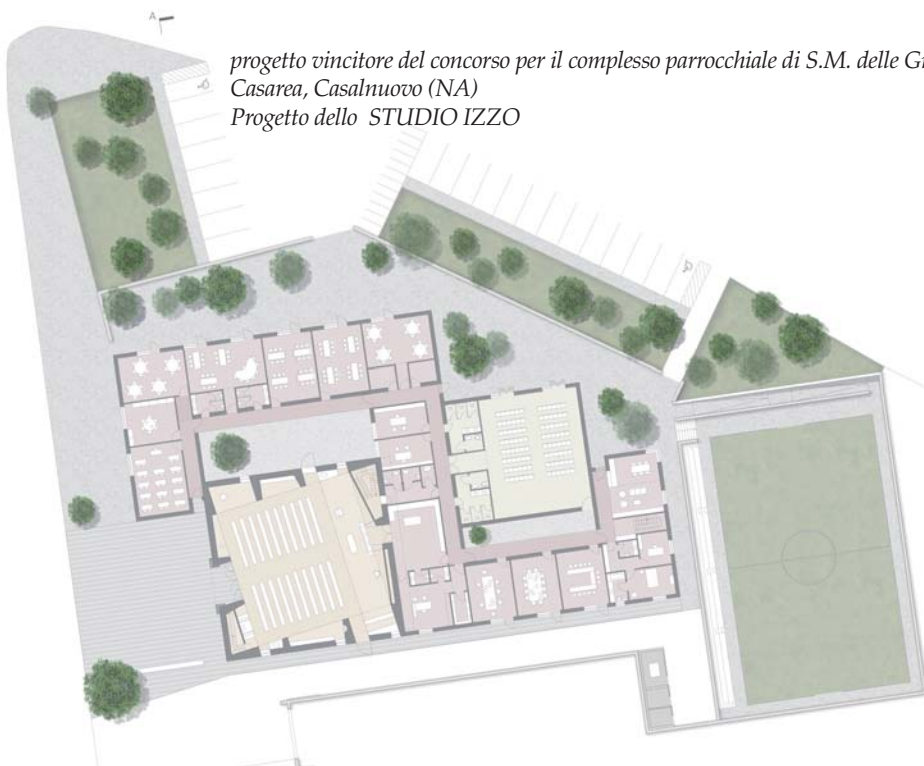 A
progetto vincitore del concorso per il complesso parrocchiale di S.M. delle
Casarea, Casalnuovo (NA)
Progetto dello STUDIO IZZO